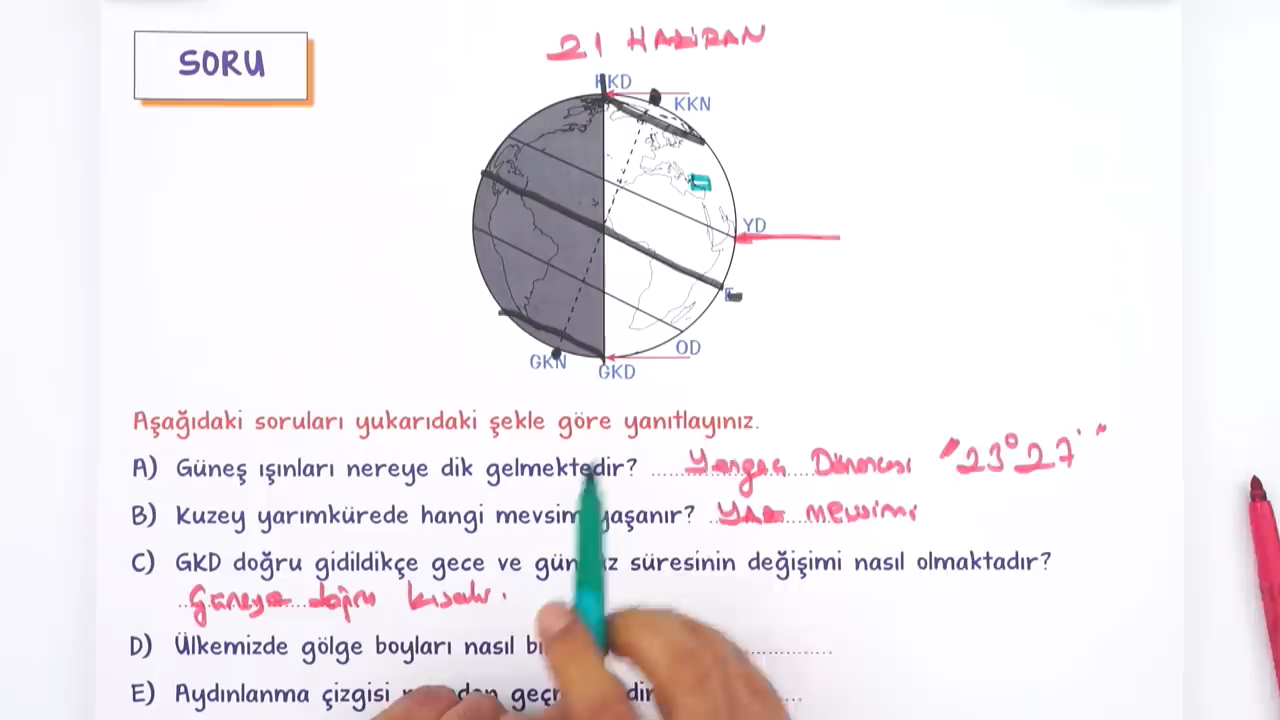 SORU
21 HAZİRAN
KKD
KKN
YD
E
OD
GKN
GKD
Aşağıdaki soruları yukarıdaki şekle göre yanıtlayınız.
A) Güneş ışınları nereye dik gelmektedir? Yengeç Dönencesi "23° 27' "
B) Kuzey yarımkürede hangi mevsim yaşanır? Yaz mevsimi
C) GKD doğru gidildikçe gece ve gündüz süresinin değişimi nasıl olmaktadır?
Güneye doğru kısalır.
D) Ülkemizde gölge boyları nasıl
E) Aydınlanma çizgisi